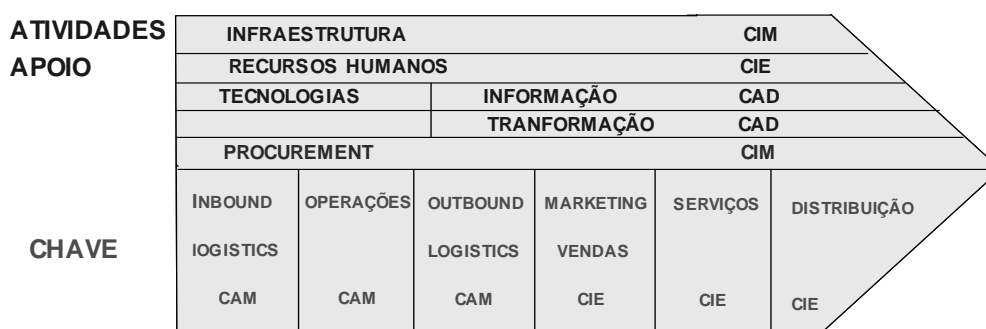 ATIVIDADES
APOIO
INFRAESTRUTURA CIM
RECURSOS HUMANOS CIE
TECNOLOGIAS INFORMAÇÃO CAD
TRANFORMAÇÃO CAD
PROCUREMENT CIM
CHAVE
INBOUND
lOGISTICS
CAM
OPERAÇÕES
CAM
OUTBOUND
LOGISTICS
CAM
MARKETING
VENDAS
CIE
SERVIÇOS
CIE
DISTRIBUIÇÃO
CIE